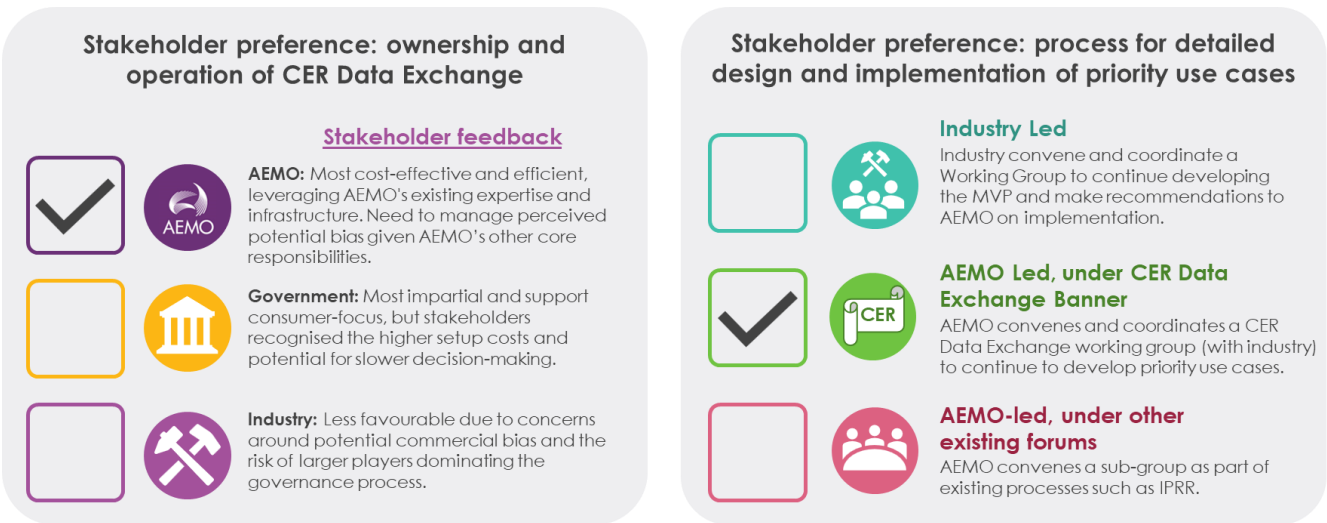 Stakeholder preference: ownership and
operation of CER Data Exchange
Stakeholder feedback
AEMO
AEMO: Most cost-effective and efficient,
leveraging AEMO's existing expertise and
infrastructure. Need to manage perceived
potential bias given AEMO's other core
responsibilities.
Government: Most impartial and support
consumer-focus, but stakeholders
recognised the higher setup costs and
potential for slower decision-making.
Industry: Less favourable due to concerns
around potential commercial bias and the
risk of larger players dominating the
governance process.
Stakeholder preference: process for detailed
design and implementation of priority use cases
Industry Led
Industry convene and coordinate a
Working Group to continue developing
the MVP and make recommendations to
AEMO on implementation.
CER
AEMO Led, under CER Data
Exchange Banner
AEMO convenes and coordinates a CER
Data Exchange working group (with industry)
to continue to develop priority use cases.
AEMO-led, under other
existing forums
AEMO convenes a sub-group as part of
existing processes such as IPRR.